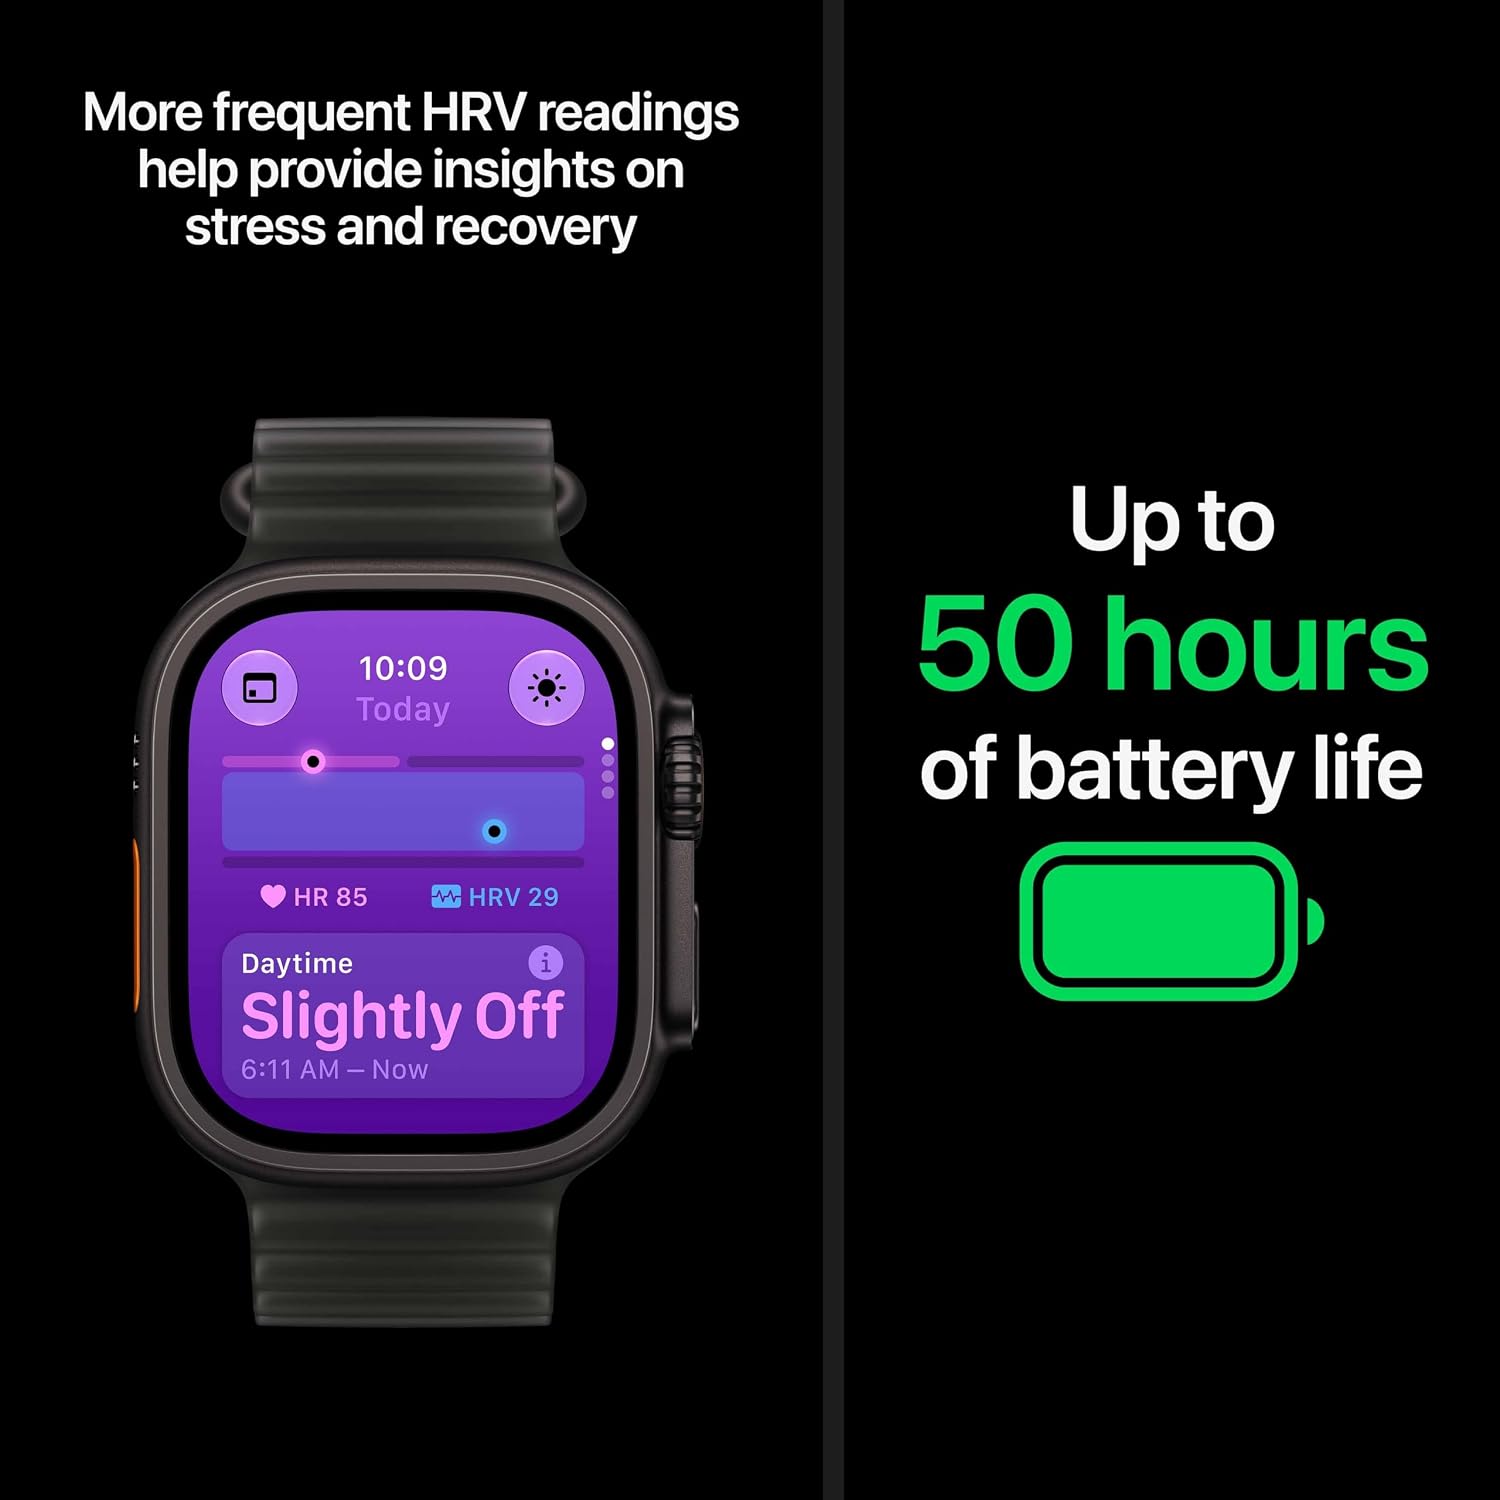 More frequent HRV readings
help provide insights on
stress and recovery
10:09
Today
HR 85
HRV 29
Daytime
Slightly Off
6:11 AM – Now
Up to
50 hours
of battery life